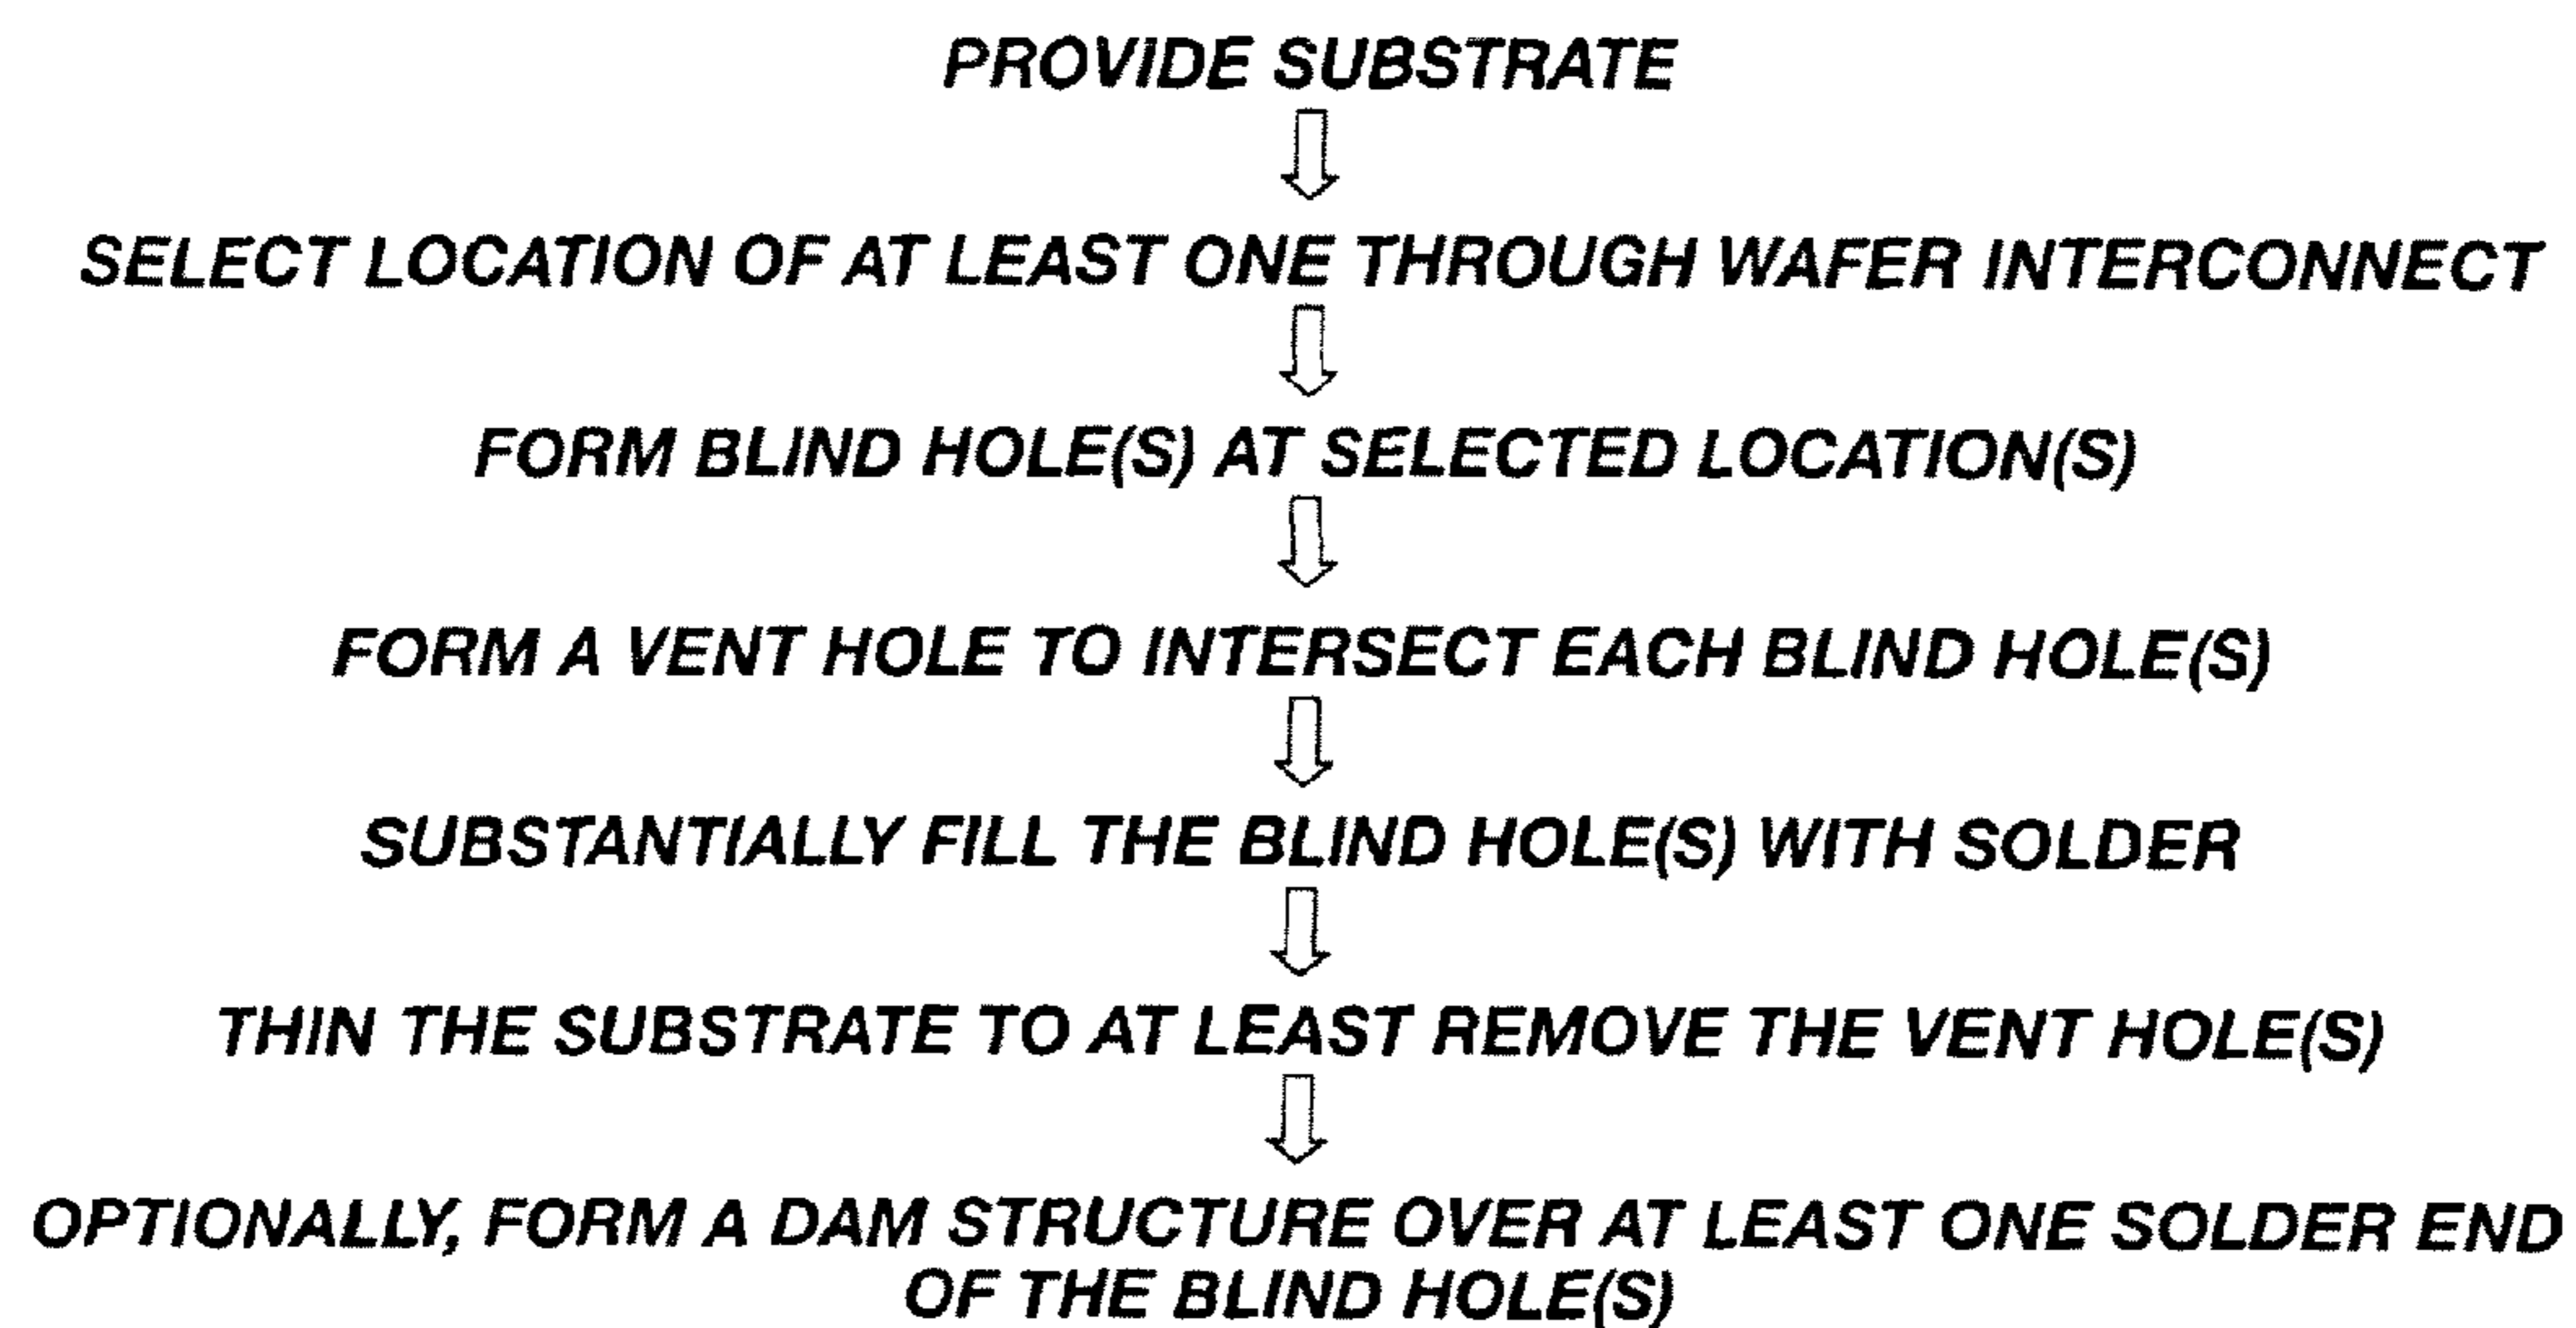 PROVIDE SUBSTRATE
SELECT LOCATION OF AT LEAST ONE THROUGH WAFER INTERCONNECT
FORM BLIND HOLE(S) AT SELECTED LOCATION(S)
FORM A VENT HOLE TO INTERSECT EACH BLIND HOLE(S)
SUBSTANTIALLY FILL THE BLIND HOLE(S) WITH SOLDER
THIN THE SUBSTRATE TO AT LEAST REMOVE THE VENT HOLE(S)
OPTIONALLY, FORM A DAM STRUCTURE OVER AT LEAST ONE SOLDER END
OF THE BLIND HOLE(S)